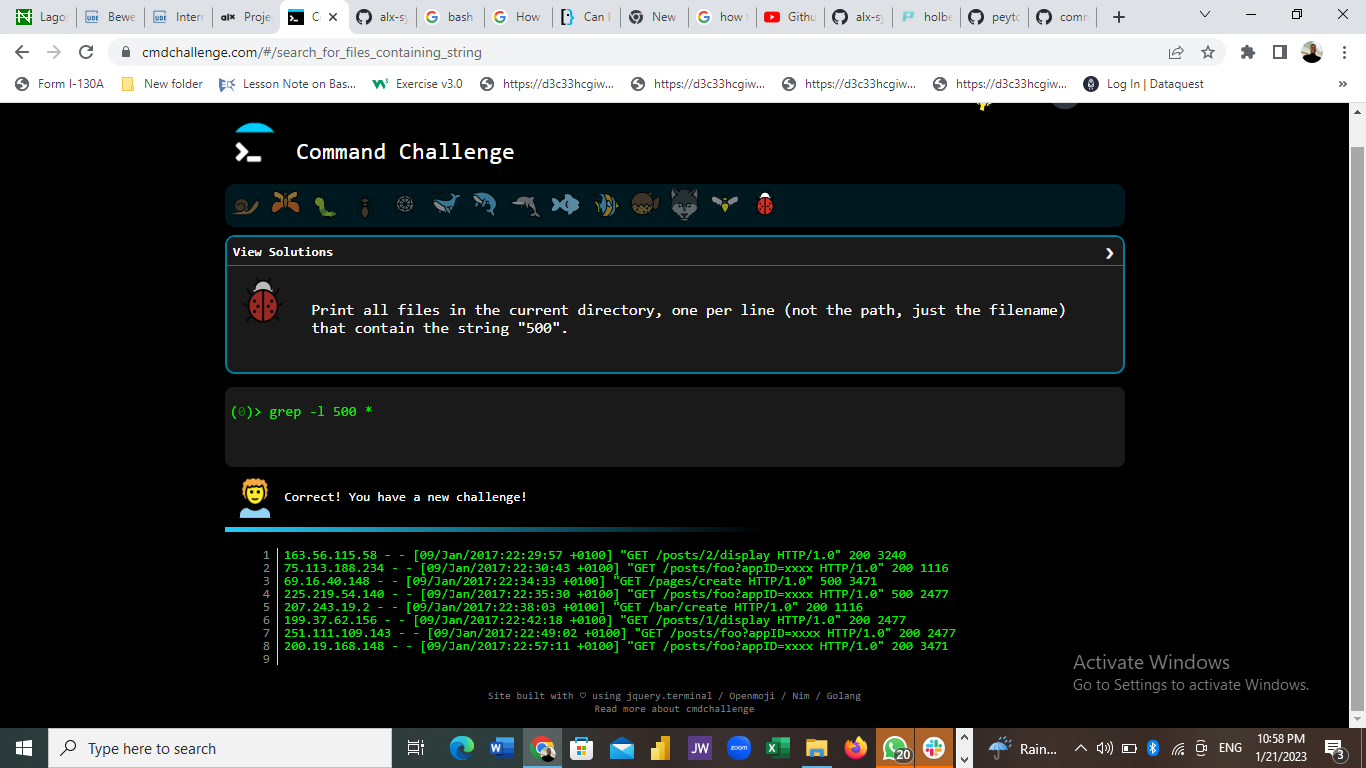 Lagos
Bewe
Intern
Proje
C
alx-sy
bash
How
Can I
New
how t
Githu
alx-sy
holbe
peyto
comm
cmdchallenge.com/#/search_for_files_containing_string
Form I-130A
New folder
Lesson Note on Bas...
Exercise v3.0
https://d3c33hcgiw...
https://d3c33hcgiw...
https://d3c33hcgiw...
https://d3c33hcgiw...
Log In | Dataquest
»
Command Challenge
View Solutions
Print all files in the current directory, one per line (not the path, just the filename)
that contain the string "500".
(0)> grep -l 500 *
Correct! You have a new challenge!
1 163.56.115.58 - - [09/Jan/2017:22:29:57 +0100] "GET /posts/2/display HTTP/1.0" 200 3240
2 75.113.188.234 - - [09/Jan/2017:22:30:43 +0100] "GET /posts/foo?appID=xxxx HTTP/1.0" 200 1116
3 69.16.40.148 - - [09/Jan/2017:22:34:33 +0100] "GET /pages/create HTTP/1.0" 500 3471
4 225.219.54.140 - - [09/Jan/2017:22:35:30 +0100] "GET /posts/foo?appID=xxxx HTTP/1.0" 500 2477
5 207.243.19.2 - - [09/Jan/2017:22:38:03 +0100] "GET /bar/create HTTP/1.0" 200 1116
6 199.37.62.156 - - [09/Jan/2017:22:42:18 +0100] "GET /posts/1/display HTTP/1.0" 200 2477
7 251.111.109.143 - - [09/Jan/2017:22:49:02 +0100] "GET /posts/foo?appID=xxxx HTTP/1.0" 200 2477
8 200.19.168.148 - - [09/Jan/2017:22:57:11 +0100] "GET /posts/foo?appID=xxxx HTTP/1.0" 200 3471
9
Activate Windows
Go to Settings to activate Windows.
Site built with ♡ using jquery.terminal / Openmoji / Nim / Golang
Read more about cmdchallenge
Type here to search
JW
zoom
20
Rain...
ENG
10:58 PM
1/21/2023
3